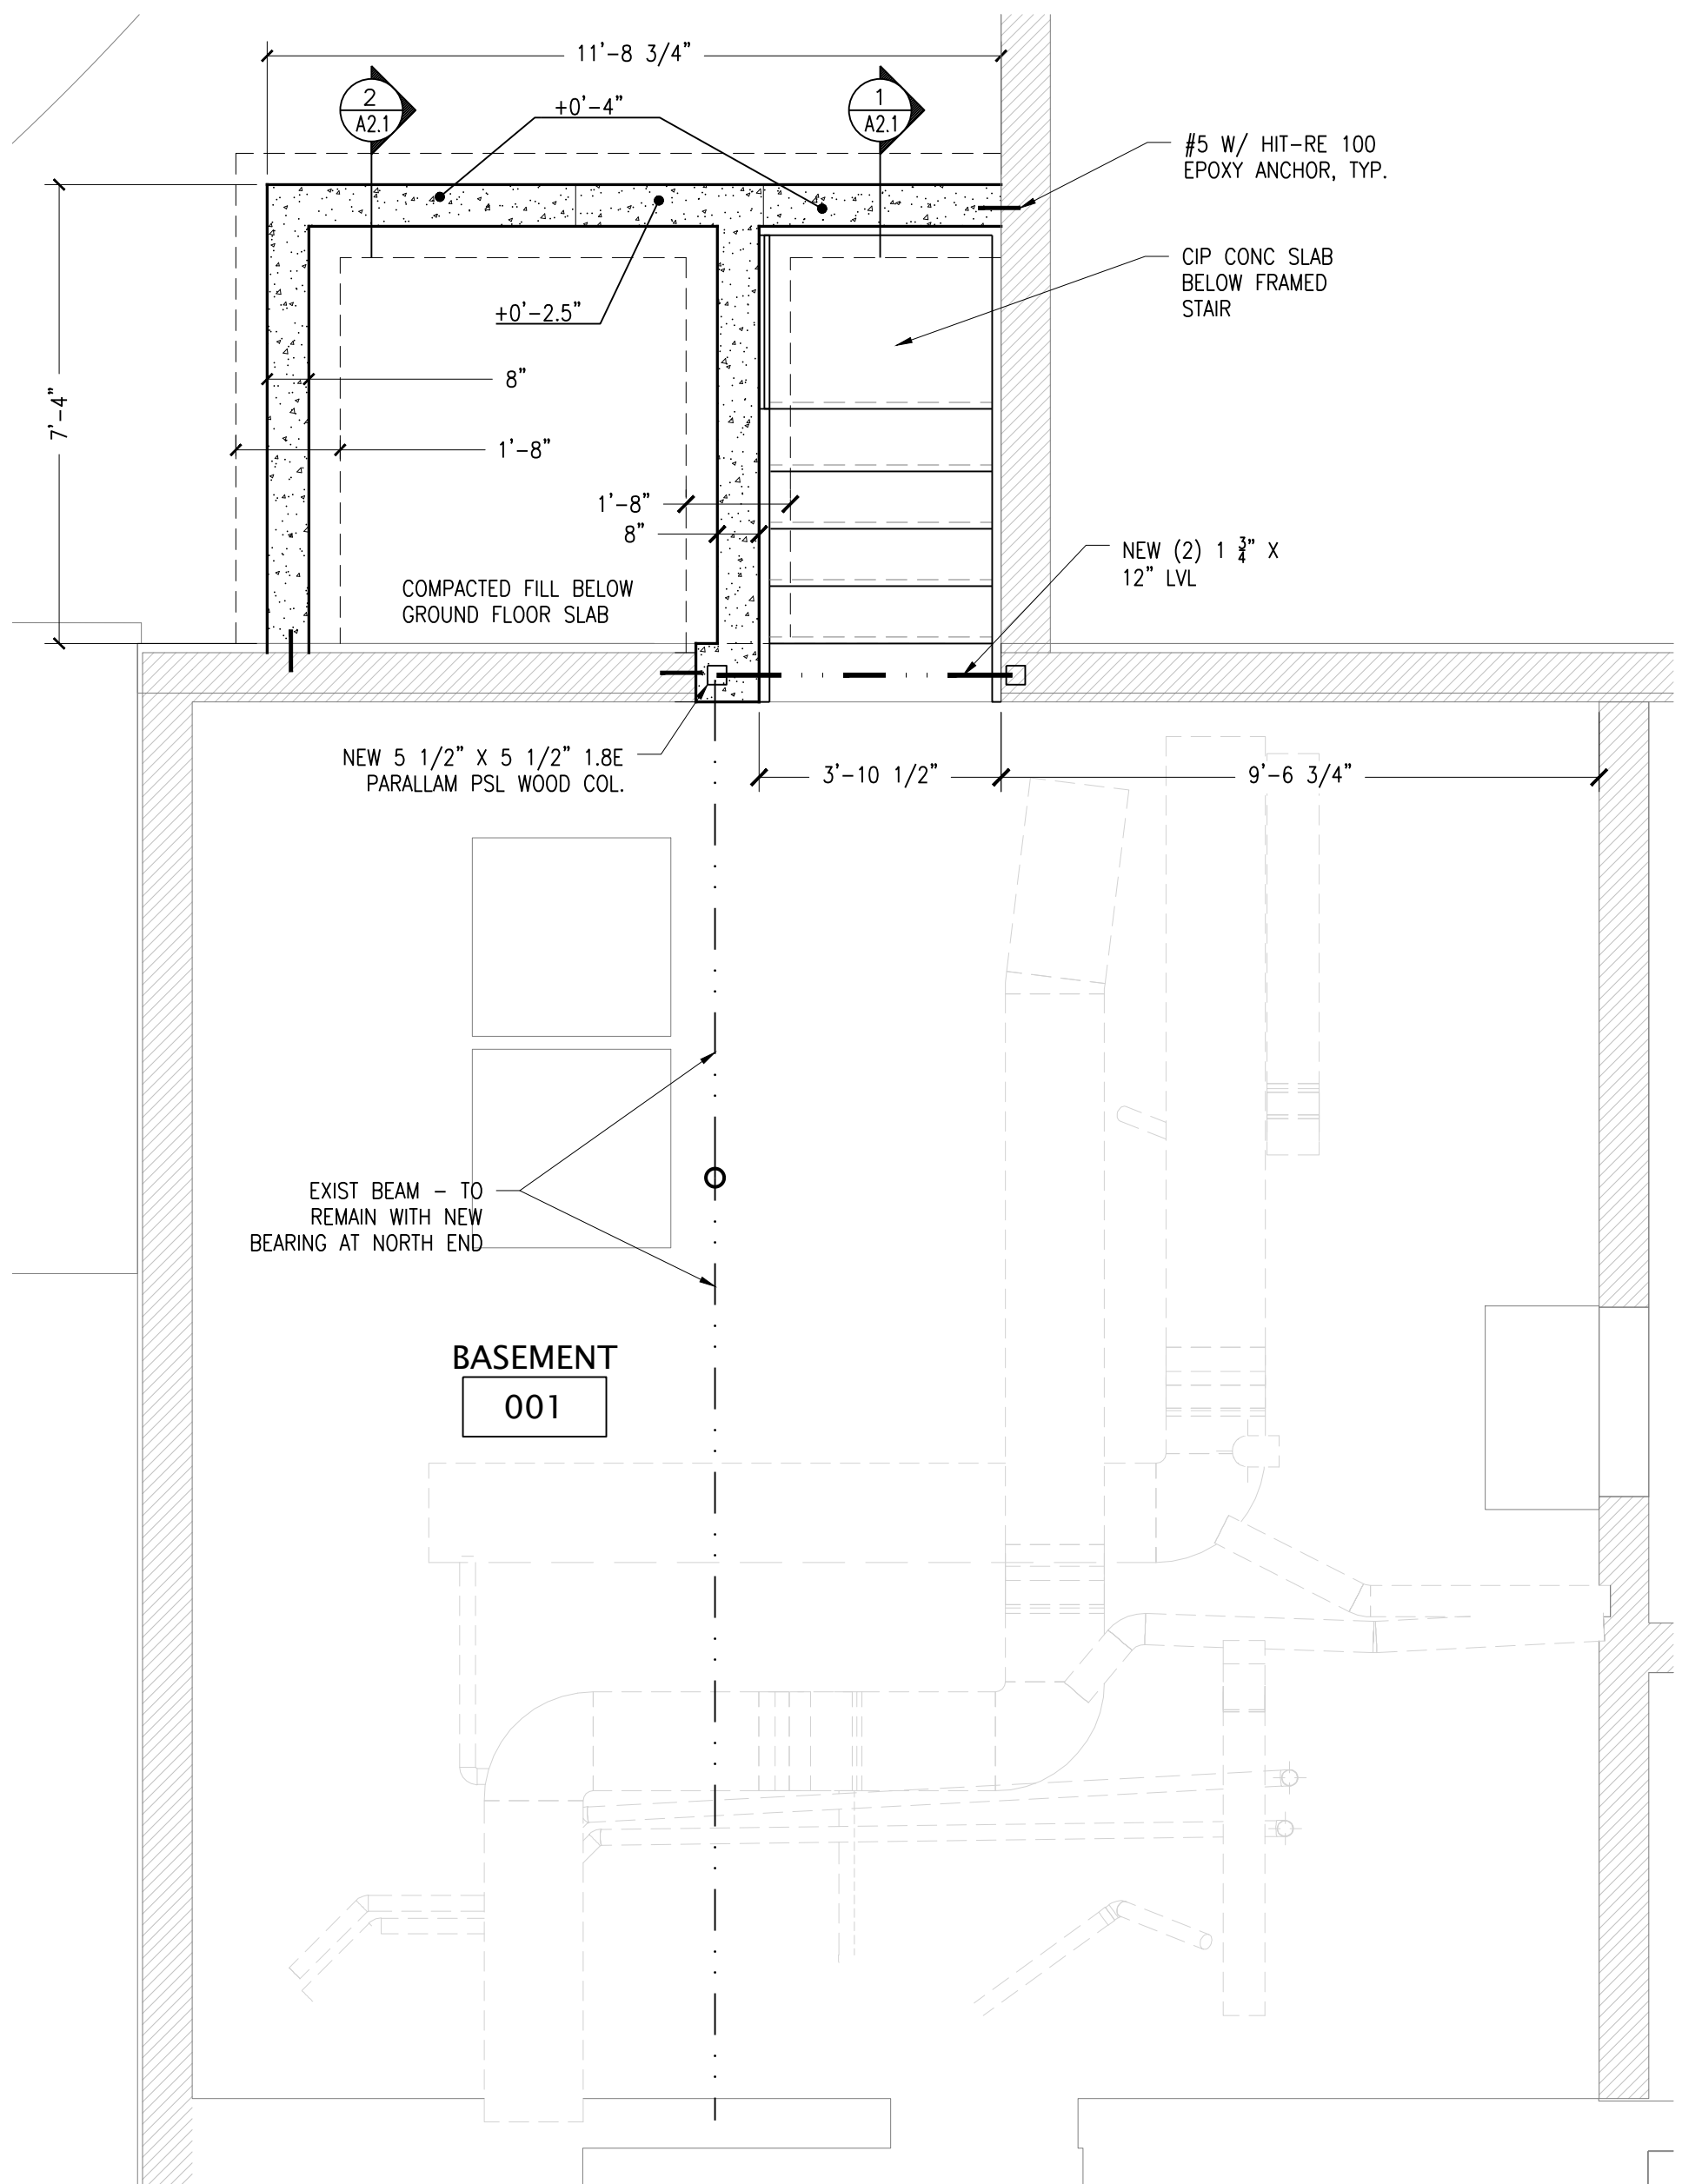 11'-8 3/4"
2
A2.1
+0'-4"
1
A2.1
#5 W/ HIT-RE 100
EPOXY ANCHOR, TYP.
CIP CONC SLAB
BELOW FRAMED
STAIR
+0'-2.5"
7'-4"
8"
1'-8"
1'-8"
8"
NEW (2) 1 3/4" X
12" LVL
COMPACTED FILL BELOW
GROUND FLOOR SLAB
NEW 5 1/2" X 5 1/2" 1.8E
PARALLAM PSL WOOD COL.
3'-10 1/2"
9'-6 3/4"
EXIST BEAM - TO
REMAIN WITH NEW
BEARING AT NORTH END
BASEMENT
001